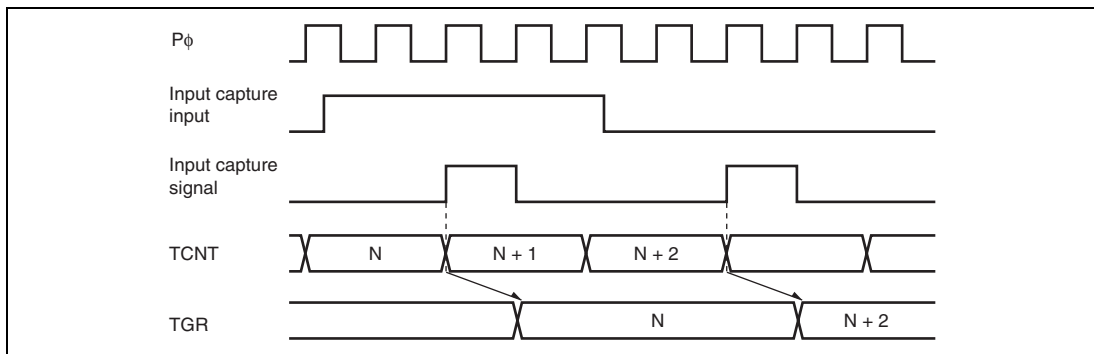 Pϕ
Input capture
input
Input capture
signal
TCNT
N
N + 1
N + 2
TGR
N
N + 2